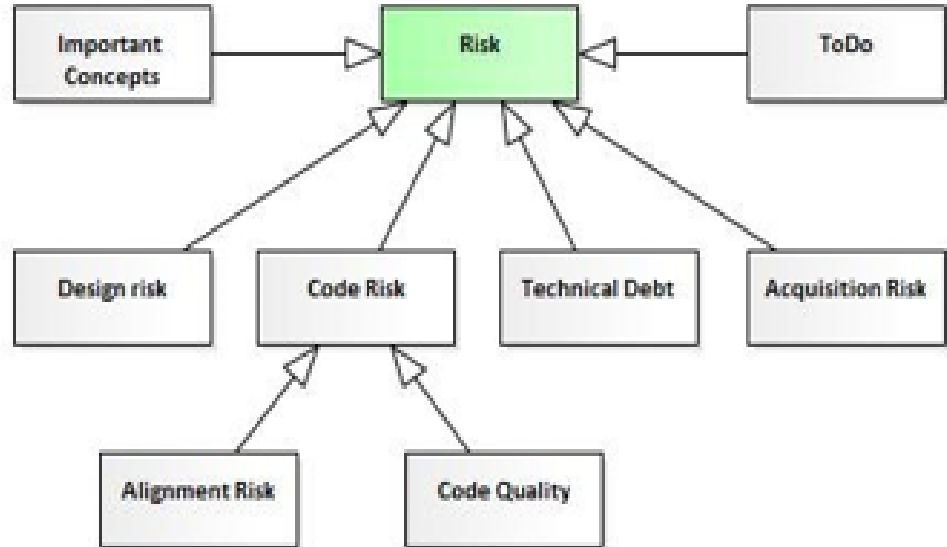 Important
Concepts
Risk
ToDo
Design risk
Code Risk
Technical Debt
Acquisition Risk
Alignment Risk
Code Quality